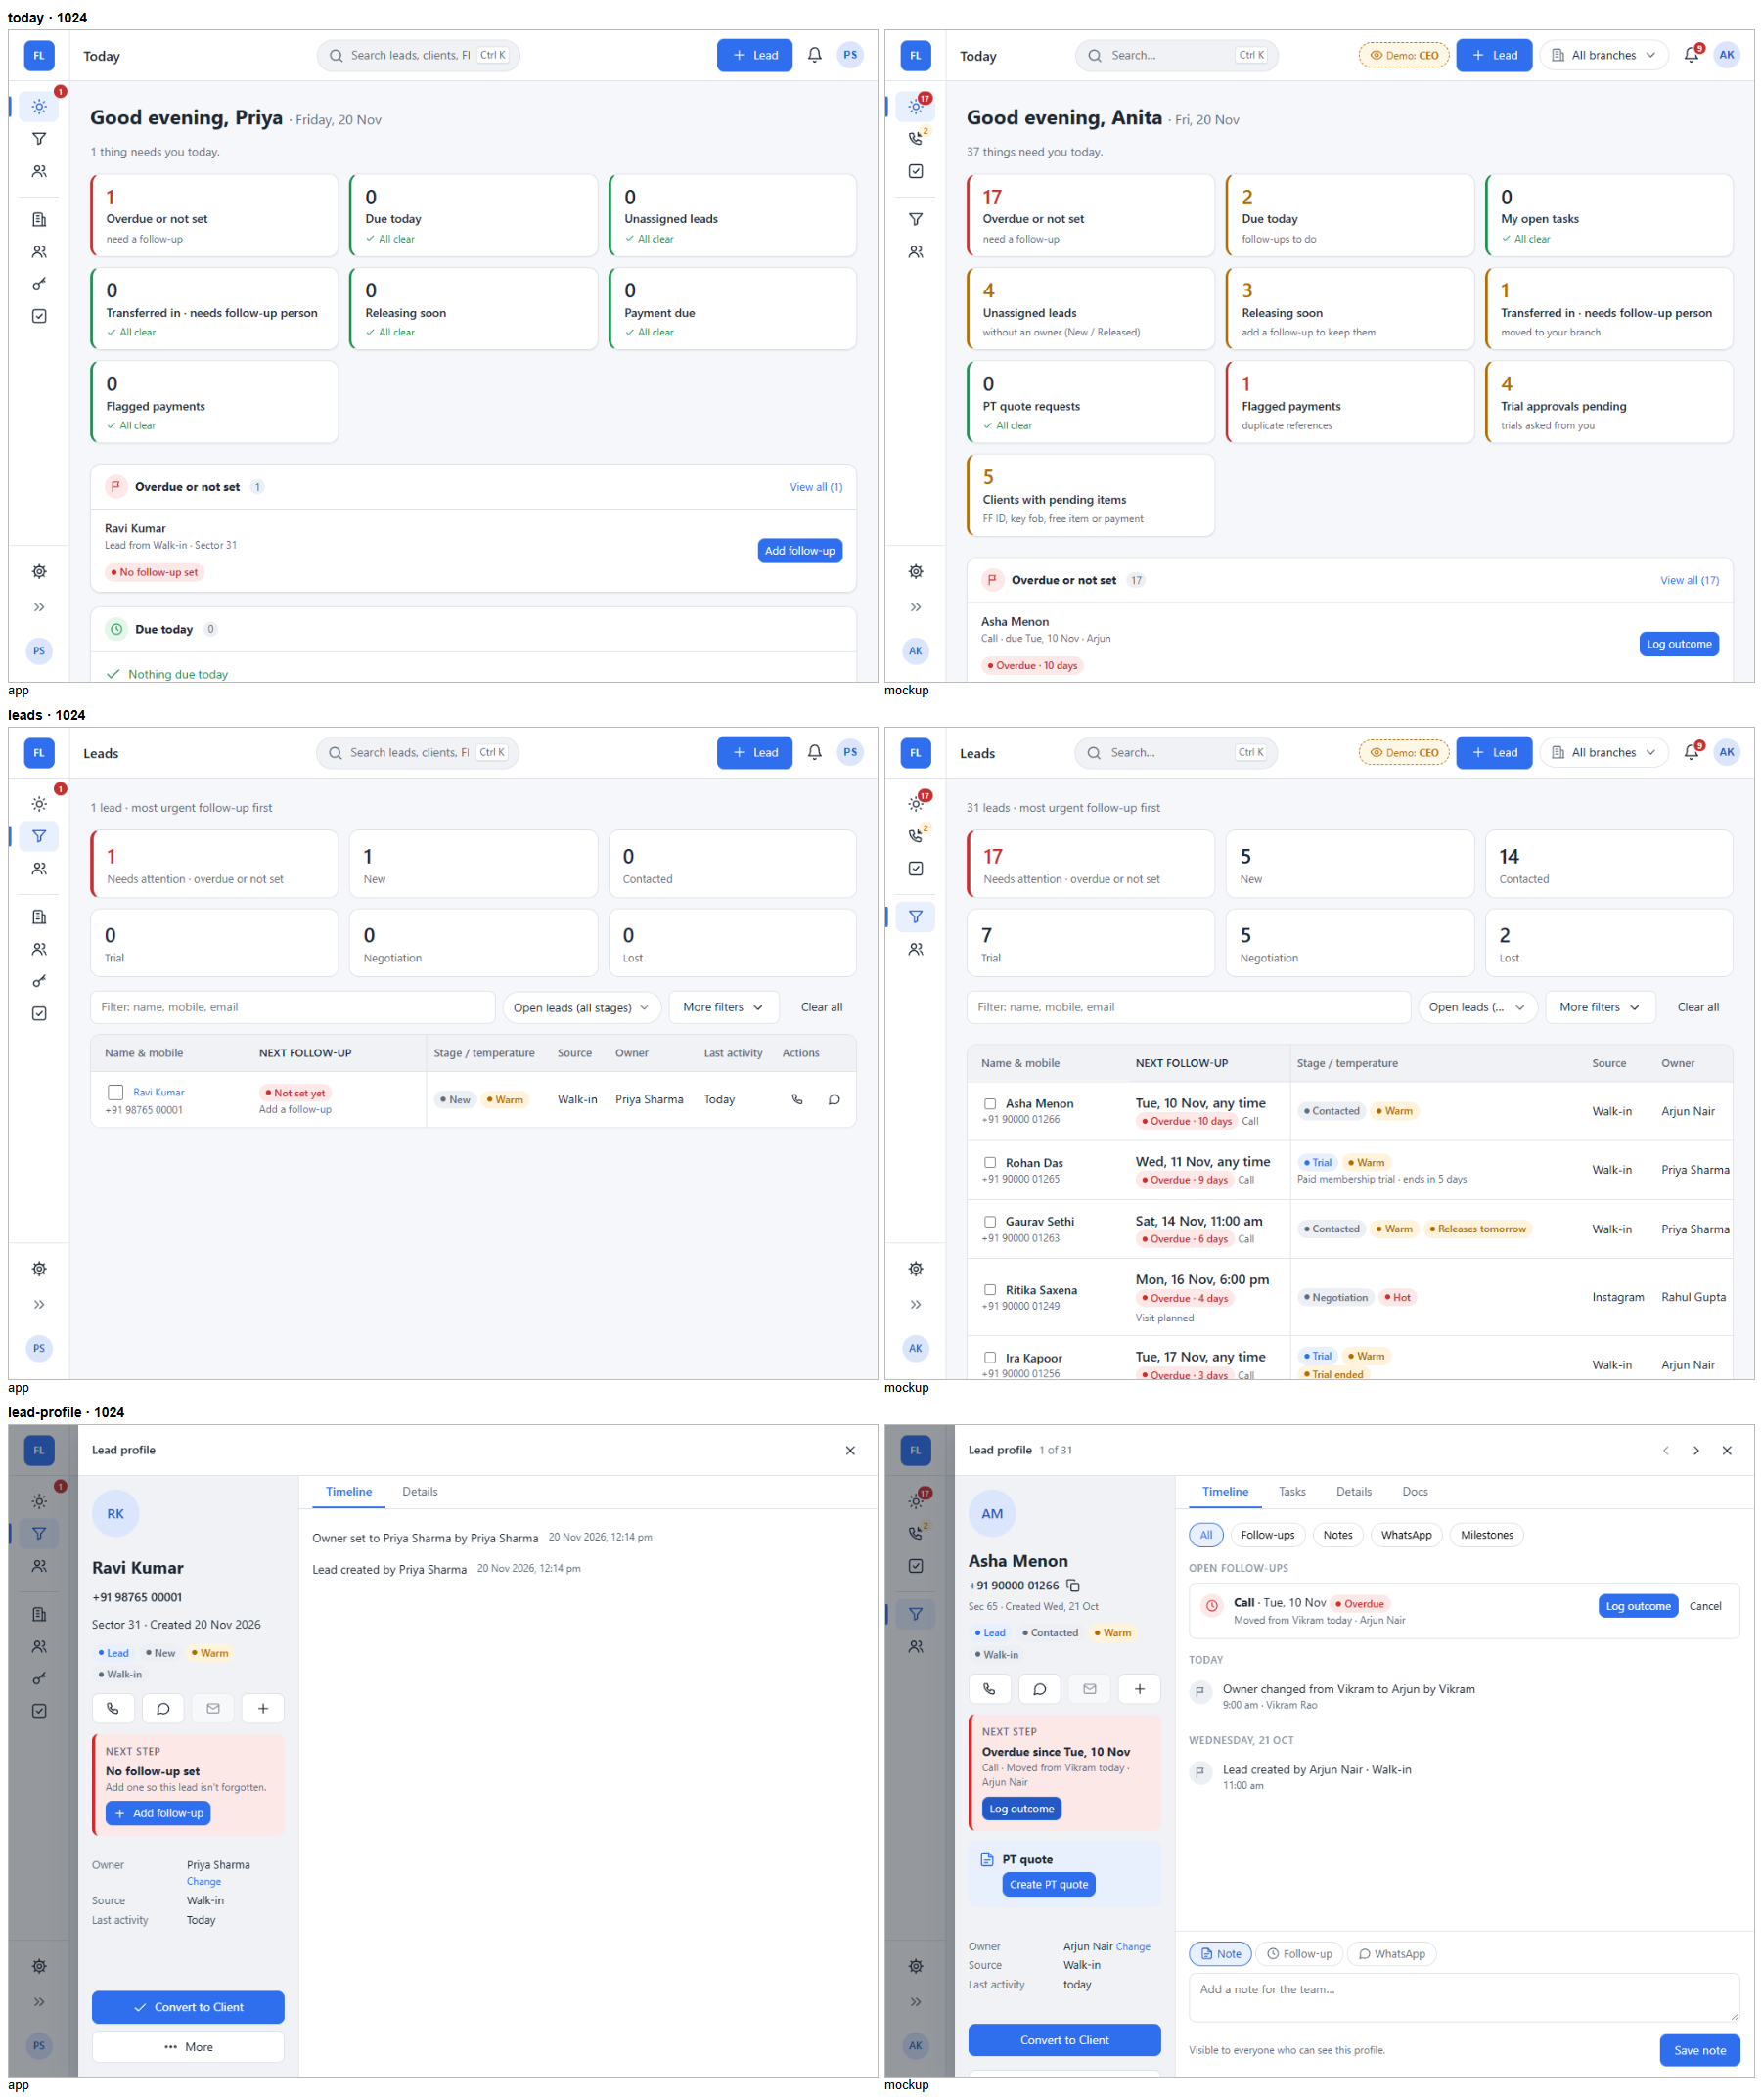 today · 1024
FL
Today
Search leads, clients, Fl
Ctrl K
+ Lead
PS
1
Good evening, Priya · Friday, 20 Nov
1 thing needs you today.
1
Overdue or not set
need a follow-up
0
Due today
All clear
0
Unassigned leads
All clear
0
Transferred in · needs follow-up person
All clear
0
Releasing soon
All clear
0
Payment due
All clear
0
Flagged payments
All clear
Overdue or not set 1
View all (1)
Ravi Kumar
Lead from Walk-in · Sector 31
No follow-up set
Add follow-up
Due today 0
Nothing due today
PS
app
FL
Today
Search...
Ctrl K
Demo: CEO
+ Lead
All branches
9
AK
17
2
Good evening, Anita · Fri, 20 Nov
37 things need you today.
17
Overdue or not set
need a follow-up
2
Due today
follow-ups to do
0
My open tasks
All clear
4
Unassigned leads
without an owner (New / Released)
3
Releasing soon
add a follow-up to keep them
1
Transferred in · needs follow-up person
moved to your branch
0
PT quote requests
All clear
1
Flagged payments
duplicate references
4
Trial approvals pending
trials asked from you
5
Clients with pending items
FF ID, key fob, free item or payment
Overdue or not set 17
View all (17)
Asha Menon
Call · due Tue, 10 Nov · Arjun
Overdue · 10 days
Log outcome
AK
mockup
leads · 1024
FL
Leads
Search leads, clients, Fl
Ctrl K
+ Lead
PS
1
1 lead · most urgent follow-up first
1
Needs attention · overdue or not set
1
New
0
Contacted
0
Trial
0
Negotiation
0
Lost
Filter: name, mobile, email
Open leads (all stages)
More filters
Clear all
Name & mobile
NEXT FOLLOW-UP
Stage / temperature
Source
Owner
Last activity
Actions
Ravi Kumar
+91 98765 00001
Not set yet
Add a follow-up
New
Warm
Walk-in
Priya Sharma
Today
PS
app
FL
Leads
Search...
Ctrl K
Demo: CEO
+ Lead
All branches
9
AK
17
2
31 leads · most urgent follow-up first
17
Needs attention · overdue or not set
5
New
14
Contacted
7
Trial
5
Negotiation
2
Lost
Filter: name, mobile, email
Open leads (...
More filters
Clear all
Name & mobile
NEXT FOLLOW-UP
Stage / temperature
Source
Owner
Asha Menon
+91 90000 01266
Tue, 10 Nov, any time
Overdue · 10 days Call
Contacted
Warm
Walk-in
Arjun Nair
Rohan Das
+91 90000 01265
Wed, 11 Nov, any time
Overdue · 9 days Call
Trial
Warm
Paid membership trial · ends in 5 days
Walk-in
Priya Sharma
Gaurav Sethi
+91 90000 01263
Sat, 14 Nov, 11:00 am
Overdue · 6 days Call
Contacted
Warm
Releases tomorrow
Walk-in
Priya Sharma
Ritika Saxena
+91 90000 01249
Mon, 16 Nov, 6:00 pm
Overdue · 4 days
Visit planned
Negotiation
Hot
Instagram
Rahul Gupta
Ira Kapoor
+91 90000 01256
Tue, 17 Nov, any time
Overdue · 3 days Call
Trial
Warm
Trial ended
Walk-in
Arjun Nair
AK
mockup
lead-profile · 1024
FL
1
PS
Lead profile
RK
Ravi Kumar
+91 98765 00001
Sector 31 · Created 20 Nov 2026
Lead
New
Warm
Walk-in
NEXT STEP
No follow-up set
Add one so this lead isn't forgotten.
+ Add follow-up
Owner
Priya Sharma
Change
Source
Walk-in
Last activity
Today
Convert to Client
More
Timeline
Details
Owner set to Priya Sharma by Priya Sharma 20 Nov 2026, 12:14 pm
Lead created by Priya Sharma 20 Nov 2026, 12:14 pm
app
FL
17
2
AK
Lead profile 1 of 31
AM
Asha Menon
+91 90000 01266
Sec 65 · Created Wed, 21 Oct
Lead
Contacted
Warm
Walk-in
NEXT STEP
Overdue since Tue, 10 Nov
Call · Moved from Vikram today ·
Arjun Nair
Log outcome
PT quote
Create PT quote
Owner
Arjun Nair Change
Source
Walk-in
Last activity
today
Convert to Client
Timeline
Tasks
Details
Docs
All
Follow-ups
Notes
WhatsApp
Milestones
OPEN FOLLOW-UPS
Call · Tue, 10 Nov Overdue
Moved from Vikram today · Arjun Nair
Log outcome
Cancel
TODAY
Owner changed from Vikram to Arjun by Vikram
9:00 am · Vikram Rao
WEDNESDAY, 21 OCT
Lead created by Arjun Nair · Walk-in
11:00 am
Note
Follow-up
WhatsApp
Add a note for the team...
Visible to everyone who can see this profile.
Save note
mockup